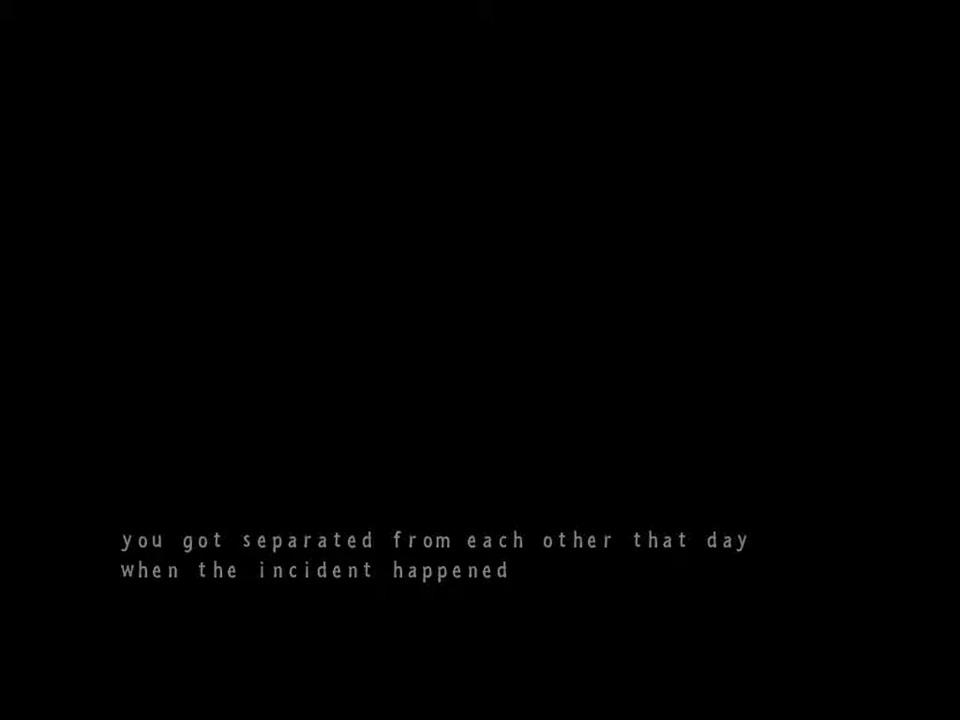 you got separated from each other that day
when the incident happened